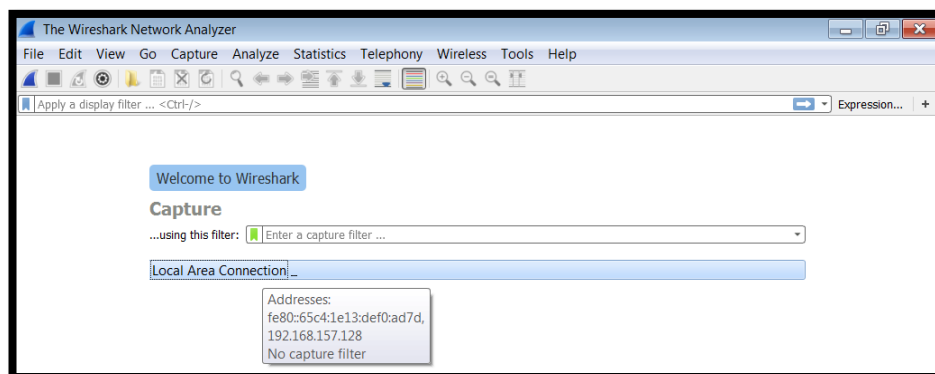 The Wireshark Network Analyzer
File Edit View Go Capture Analyze Statistics Telephony Wireless Tools Help
Apply a display filter ... <Ctrl-/>
Expression... +
Welcome to Wireshark
Capture
...using this filter: Enter a capture filter ...
Local Area Connection _
Addresses:
fe80::65c4:1e13:def0:ad7d,
192.168.157.128
No capture filter